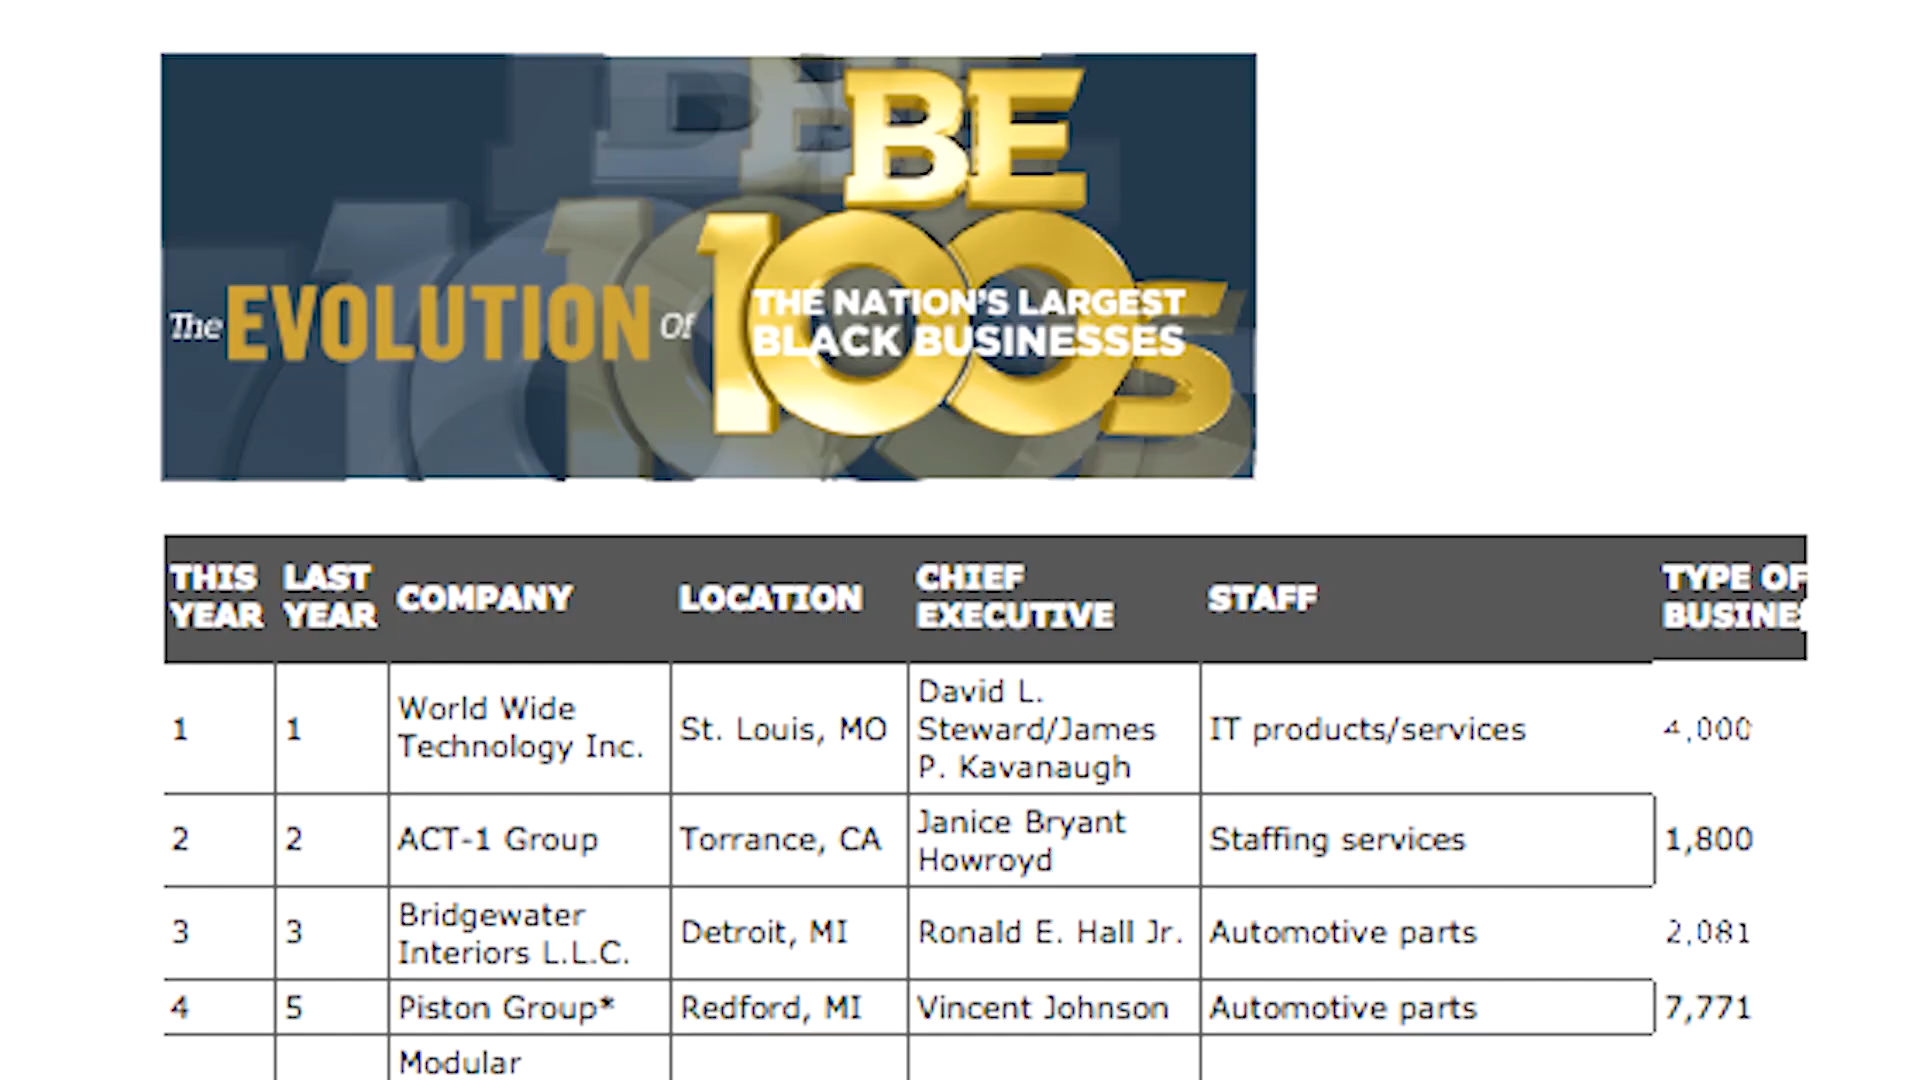 BE
100s
The EVOLUTION Of THE NATION'S LARGEST
BLACK BUSINESSES
THIS YEAR LAST YEAR COMPANY LOCATION CHIEF EXECUTIVE STAFF TYPE OF
1 1 World Wide Technology Inc. St. Louis, MO David L. Steward/James P. Kavanaugh IT products/services 4,000
2 2 ACT-1 Group Torrance, CA Janice Bryant Howroyd Staffing services 1,800
3 3 Bridgewater Interiors L.L.C. Detroit, MI Ronald E. Hall Jr. Automotive parts 2,081
4 5 Piston Group* Redford, MI Vincent Johnson Automotive parts 7,771
Modular